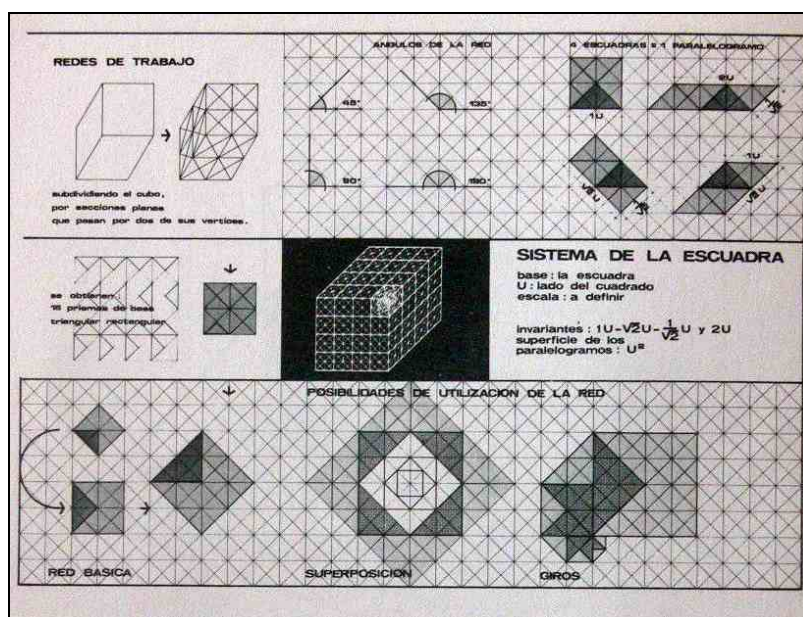 REDES DE TRABAJO
subdividiendo el cubo,
por secciones planas
que pasan por dos de sus vertices.
ANGULOS DE LA RED
45°
135°
90°
180°
4 ESCUADRAS = 1 PARALELOGRAMO
1U
2U
√2 U
1U
√2 U
se obtienen:
16 prismas de base
triangular rectangular
SISTEMA DE LA ESCUADRA
base : la escuadra
U : lado del cuadrado
escala : a definir
invariantes : 1U-√2U-1/√2U y 2U
superficie de los
paralelogramos : U²
POSIBILIDADES DE UTILIZACION DE LA RED
RED BASICA
SUPERPOSICION
GIROS